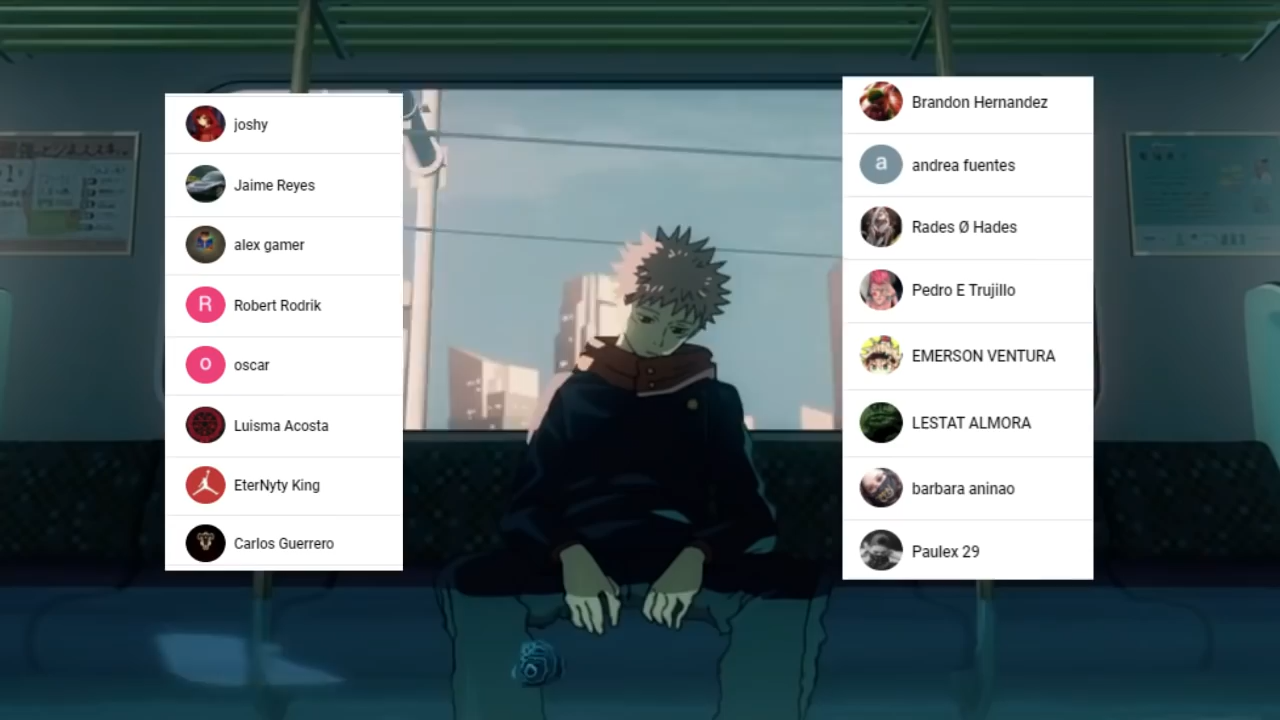 joshy
Jaime Reyes
alex gamer
R
Robert Rodrik
o
oscar
Luisma Acosta
EterNyty King
Carlos Guerrero
Brandon Hernandez
a
andrea fuentes
Rades Ø Hades
Pedro E Trujillo
EMERSON VENTURA
LESTAT ALMORA
barbara aninao
Paulex 29